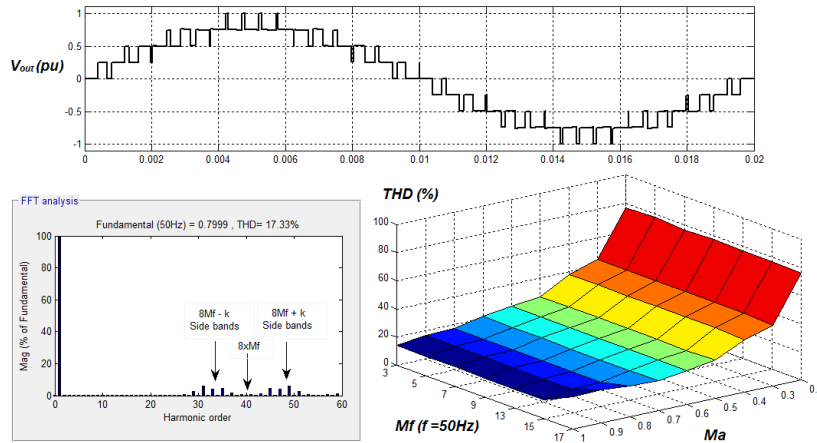 1
0.5
0
-0.5
-1
Vout (pu)
0 0.002 0.004 0.006 0.008 0.01 0.012 0.014 0.016 0.018 0.02
FFT analysis
Fundamental (50Hz) = 0.7999 , THD= 17.33%
100
80
60
40
20
0
Mag (% of Fundamental)
8Mf - k
Side bands
8xMf
8Mf + k
Side bands
0 10 20 30 40 50 60
Harmonic order
THD (%)
100
80
60
40
20
0
3
5
7
9
11
13
15
17
Mf (f =50Hz)
1
0.9
0.8
0.7
0.6
0.5
0.4
0.3
0.
Ma